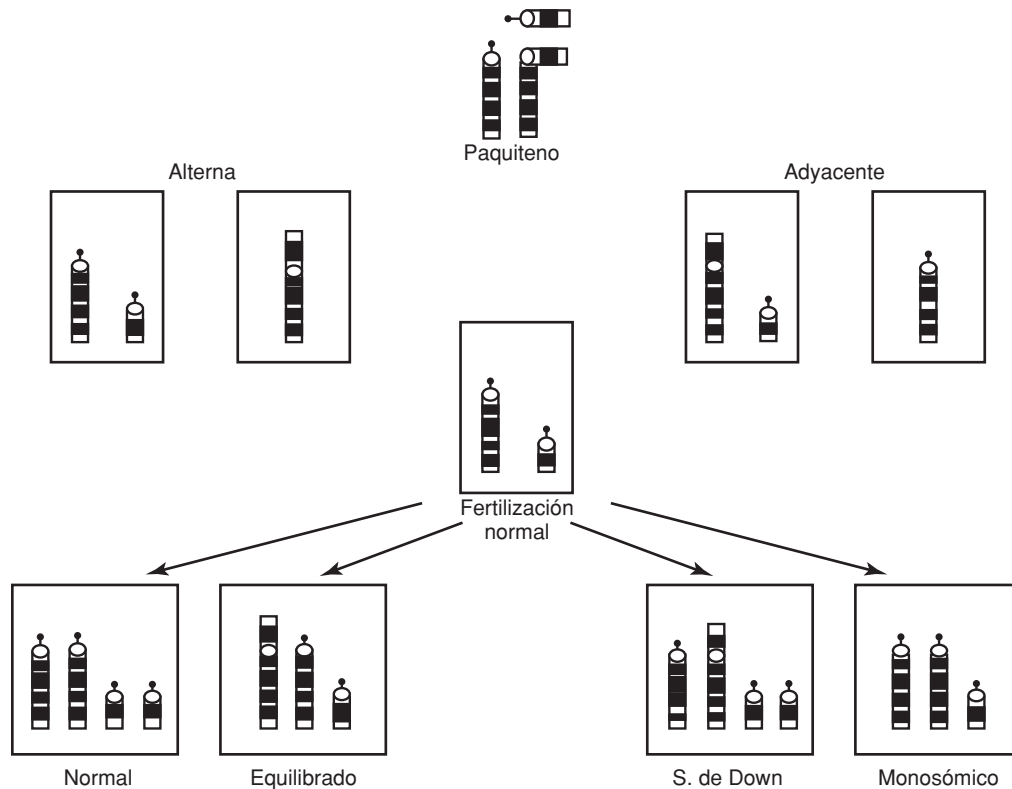 Paquiteno
Alterna
Adyacente
Fertilización
normal
Normal
Equilibrado
S. de Down
Monosómico